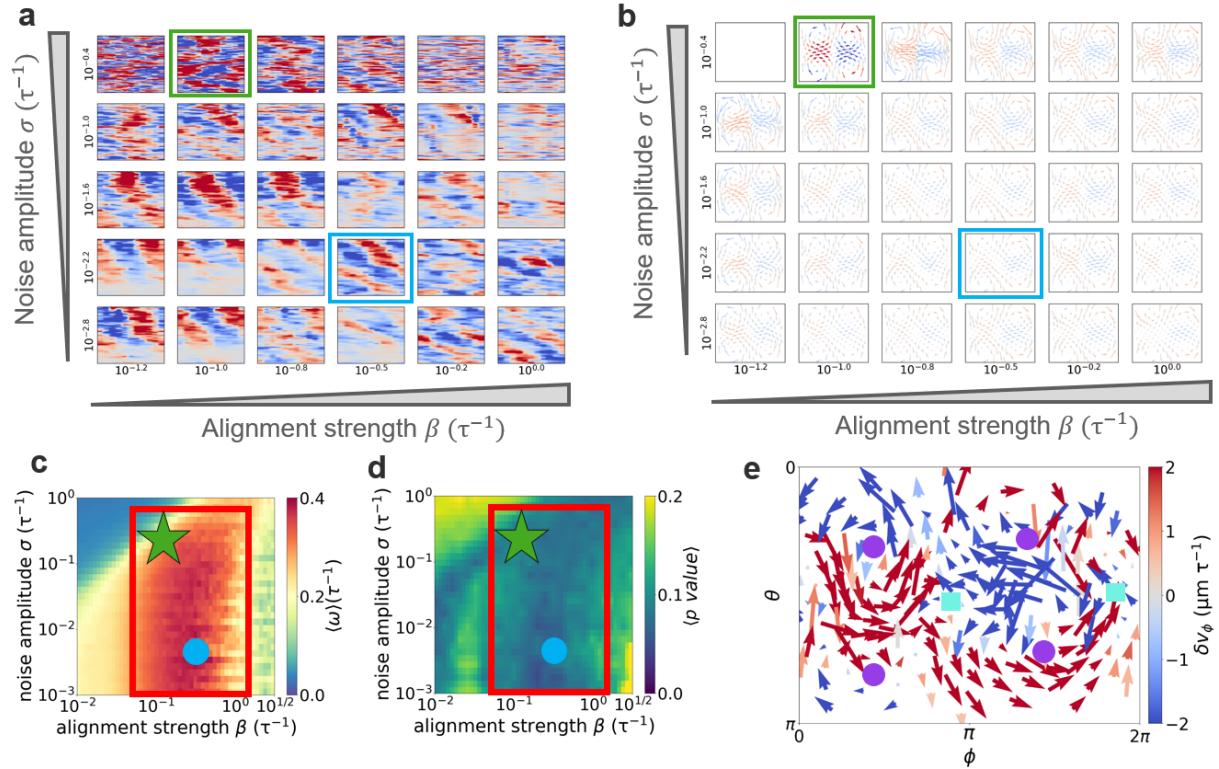 a
b
Noise amplitude σ (τ⁻¹)
10^−0.4
10^−1.0
10^−1.6
10^−2.2
10^−2.8
10^−1.2 10^−1.0 10^−0.8 10^−0.5 10^−0.2 10^0.0
Alignment strength β (τ⁻¹)
Noise amplitude σ (τ⁻¹)
10^−0.4
10^−1.0
10^−1.6
10^−2.2
10^−2.8
10^−1.2 10^−1.0 10^−0.8 10^−0.5 10^−0.2 10^0.0
Alignment strength β (τ⁻¹)
c
noise amplitude σ (τ⁻¹)
10^0
10^−1
10^−2
10^−3
10^−2 10^−1 10^0 10^1/2
alignment strength β (τ⁻¹)
0.4
0.2
0.0
⟨ω⟩(τ⁻¹)
d
noise amplitude σ (τ⁻¹)
10^0
10^−1
10^−2
10^−3
10^−2 10^−1 10^0 10^1/2
alignment strength β (τ⁻¹)
0.2
0.1
0.0
⟨p value⟩
e
0
θ
π
0 π 2π
ϕ
2
1
0
−1
−2
δv_ϕ (μm τ⁻¹)